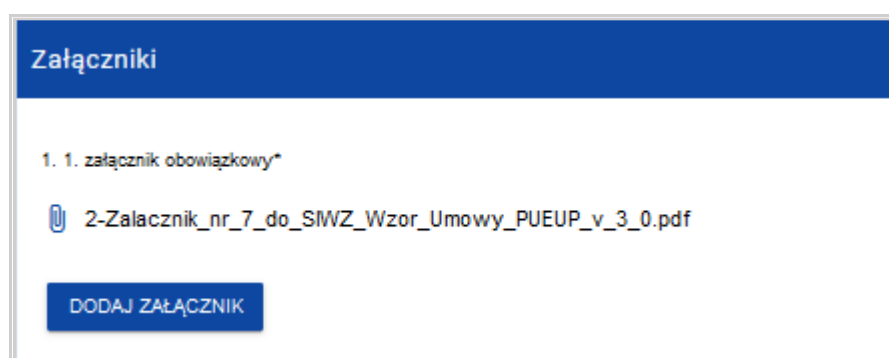 Załączniki
1. 1. załącznik obowiązkowy*
2-Zalacznik_nr_7_do_SIWZ_Wzor_Umowy_PUEUP_v_3_0.pdf
DODAJ ZAŁĄCZNIK